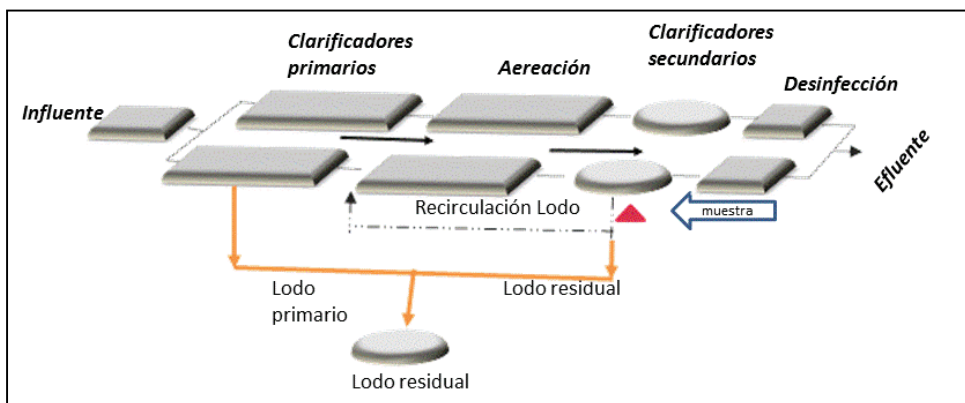 Clarificadores
primarios
Aereación
Clarificadores
secundarios
Desinfección
Influente
Efluente
Recirculación Lodo
muestra
Lodo
primario
Lodo residual
Lodo residual